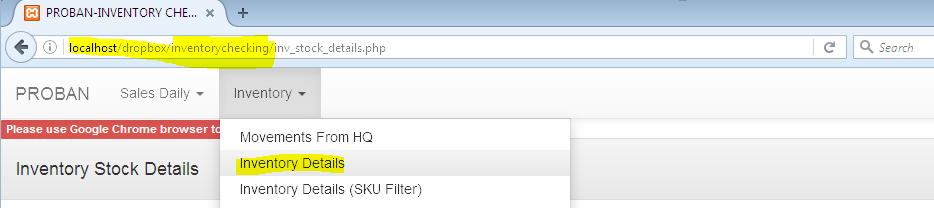 PROBAN-INVENTORY CHE...
localhost/dropbox/inventorychecking/inv_stock_details.php
Search
PROBAN
Sales Daily
Inventory
Please use Google Chrome browser to
Movements From HQ
Inventory Stock Details
Inventory Details
Inventory Details (SKU Filter)